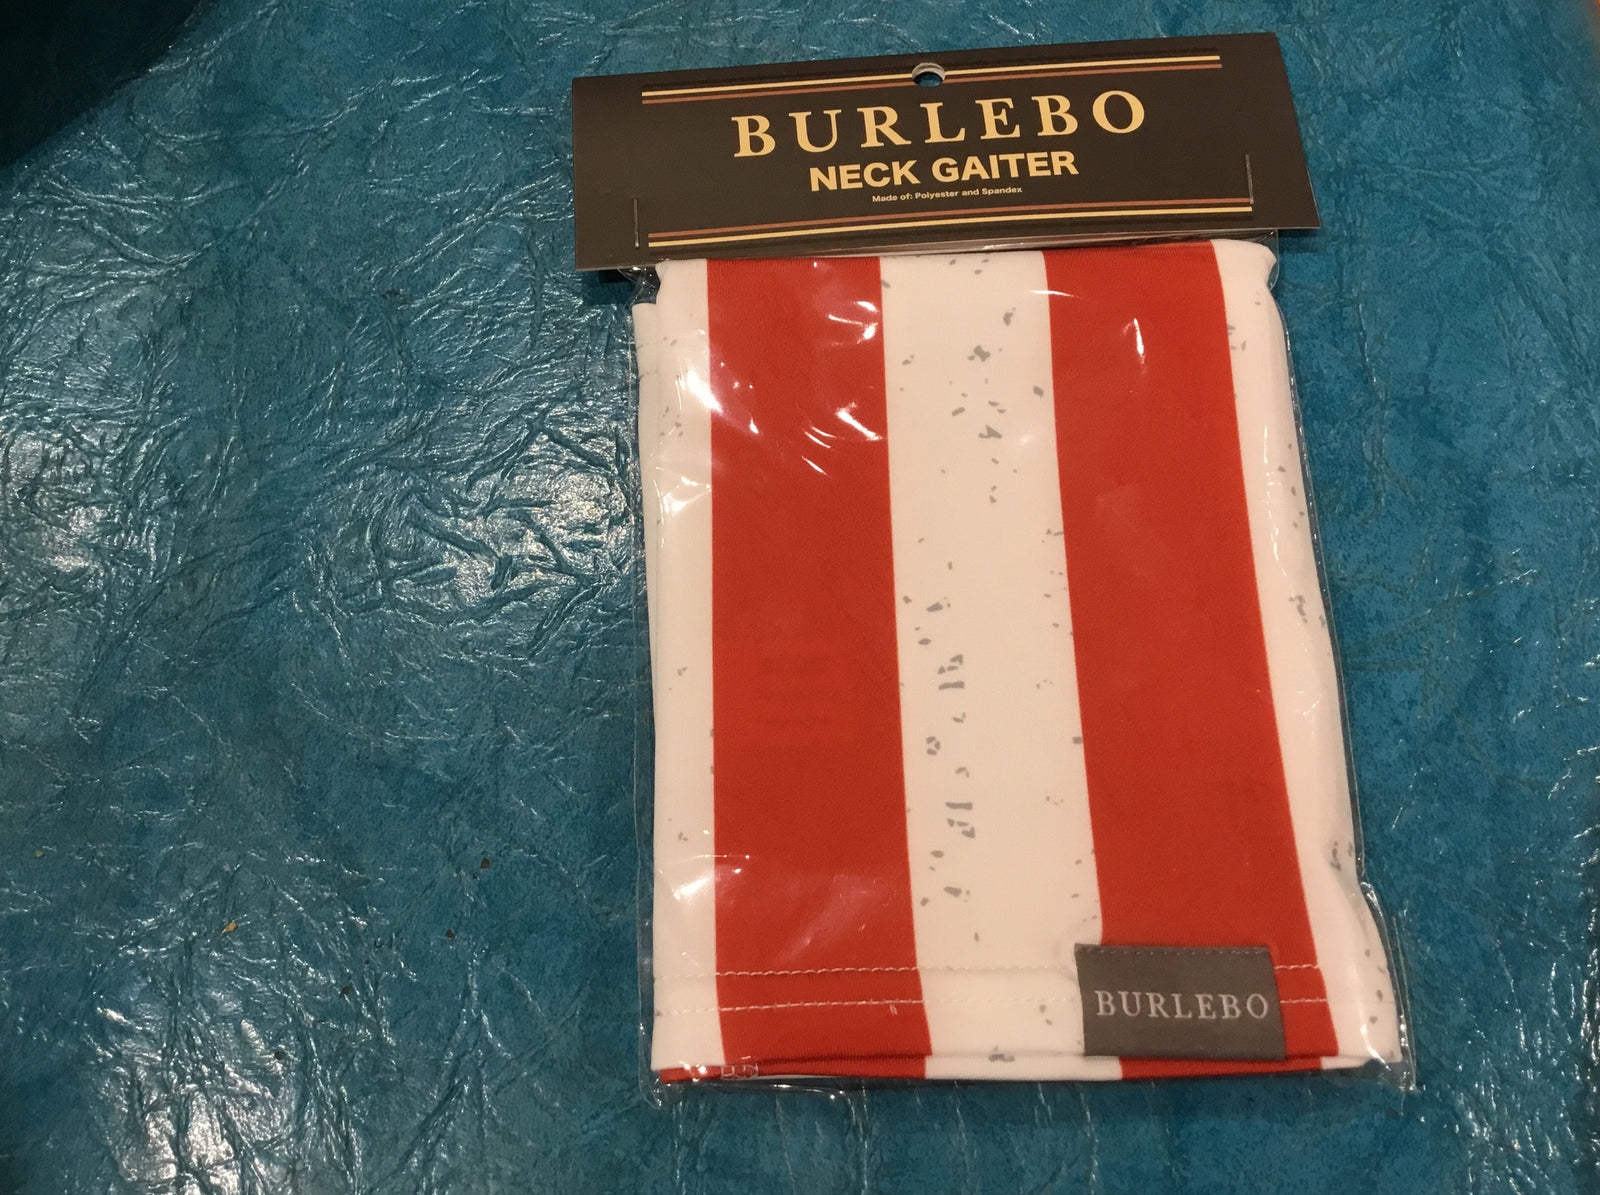 BURLEBO
NECK GAITER
Made of: Polyester and Spandex
BURLEBO